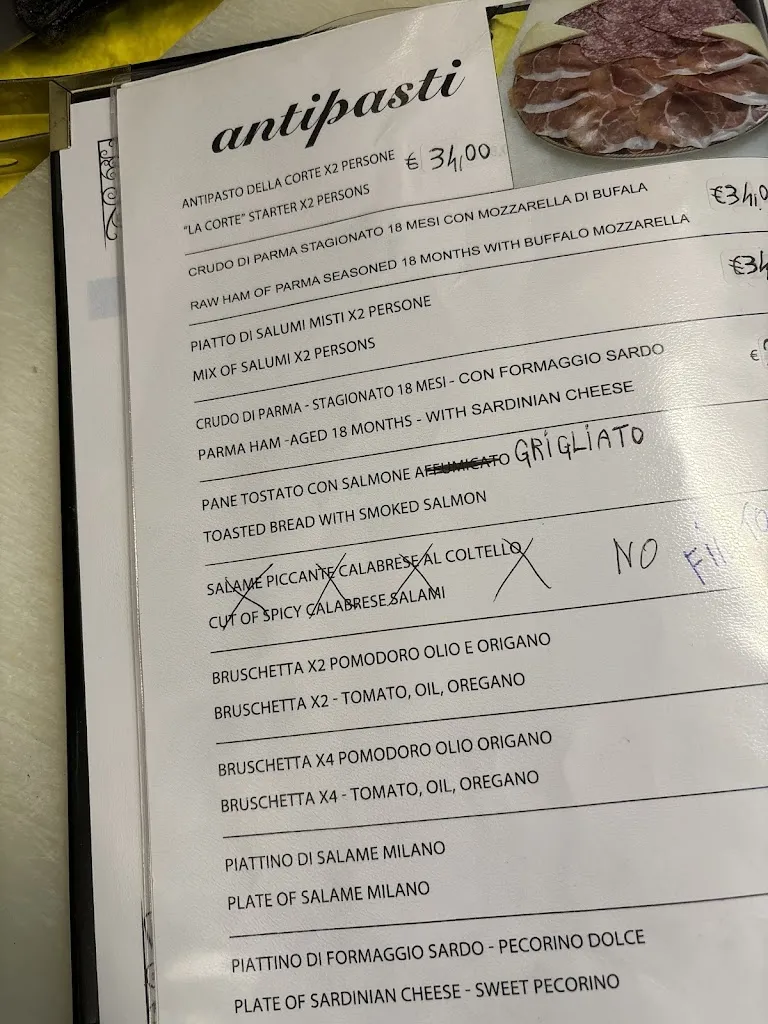 antipasti
ANTIPASTO DELLA CORTE X2 PERSONE € 34,00
"LA CORTE" STARTER X2 PERSONS
CRUDO DI PARMA STAGIONATO 18 MESI CON MOZZARELLA DI BUFALA €34,0
RAW HAM OF PARMA SEASONED 18 MONTHS WITH BUFFALO MOZZARELLA
PIATTO DI SALUMI MISTI X2 PERSONE €34
MIX OF SALUMI X2 PERSONS
CRUDO DI PARMA - STAGIONATO 18 MESI - CON FORMAGGIO SARDO €
PARMA HAM -AGED 18 MONTHS - WITH SARDINIAN CHEESE
PANE TOSTATO CON SALMONE AFFUMICATO GRIGLIATO
TOASTED BREAD WITH SMOKED SALMON
SALAME PICCANTE CALABRESE AL COLTELLO NO
CUT OF SPICY CALABRESE SALAMI
BRUSCHETTA X2 POMODORO OLIO E ORIGANO
BRUSCHETTA X2 - TOMATO, OIL, OREGANO
BRUSCHETTA X4 POMODORO OLIO ORIGANO
BRUSCHETTA X4 - TOMATO, OIL, OREGANO
PIATTINO DI SALAME MILANO
PLATE OF SALAME MILANO
PIATTINO DI FORMAGGIO SARDO - PECORINO DOLCE
PLATE OF SARDINIAN CHEESE - SWEET PECORINO